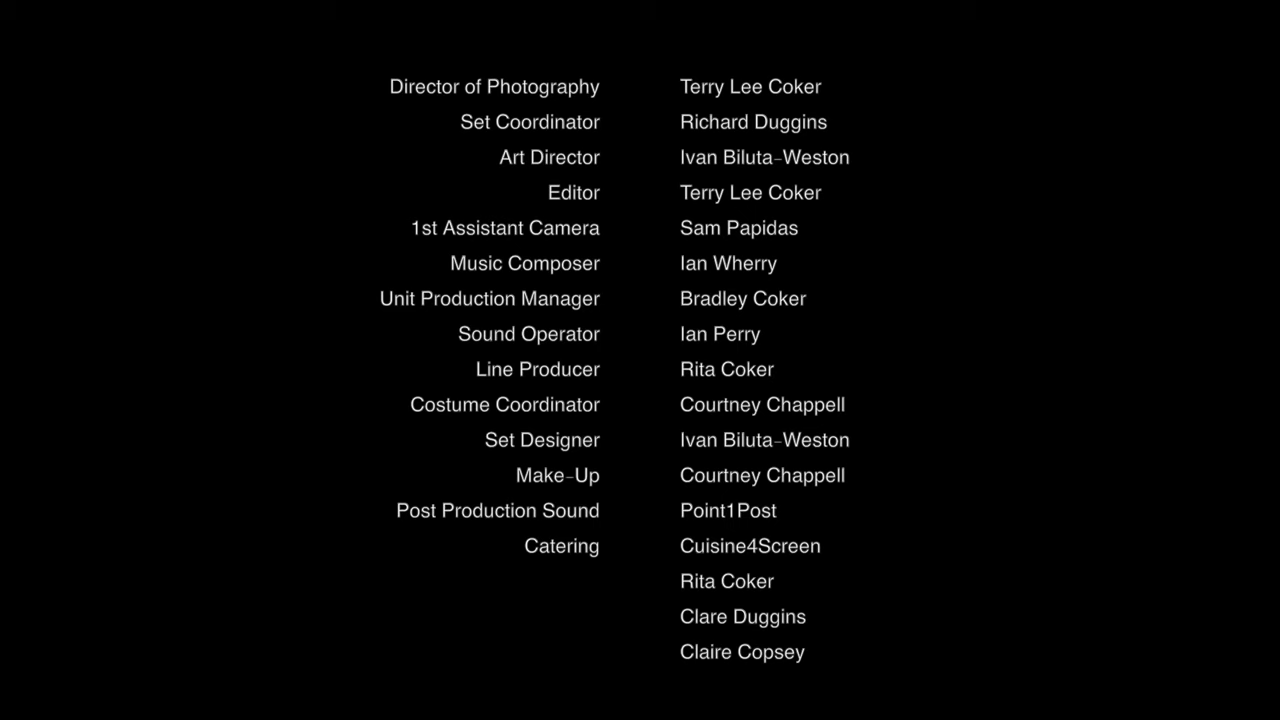 Director of Photography Terry Lee Coker
Set Coordinator Richard Duggins
Art Director Ivan Biluta-Weston
Editor Terry Lee Coker
1st Assistant Camera Sam Papidas
Music Composer Ian Wherry
Unit Production Manager Bradley Coker
Sound Operator Ian Perry
Line Producer Rita Coker
Costume Coordinator Courtney Chappell
Set Designer Ivan Biluta-Weston
Make-Up Courtney Chappell
Post Production Sound Point1Post
Catering Cuisine4Screen
Rita Coker
Clare Duggins
Claire Copsey